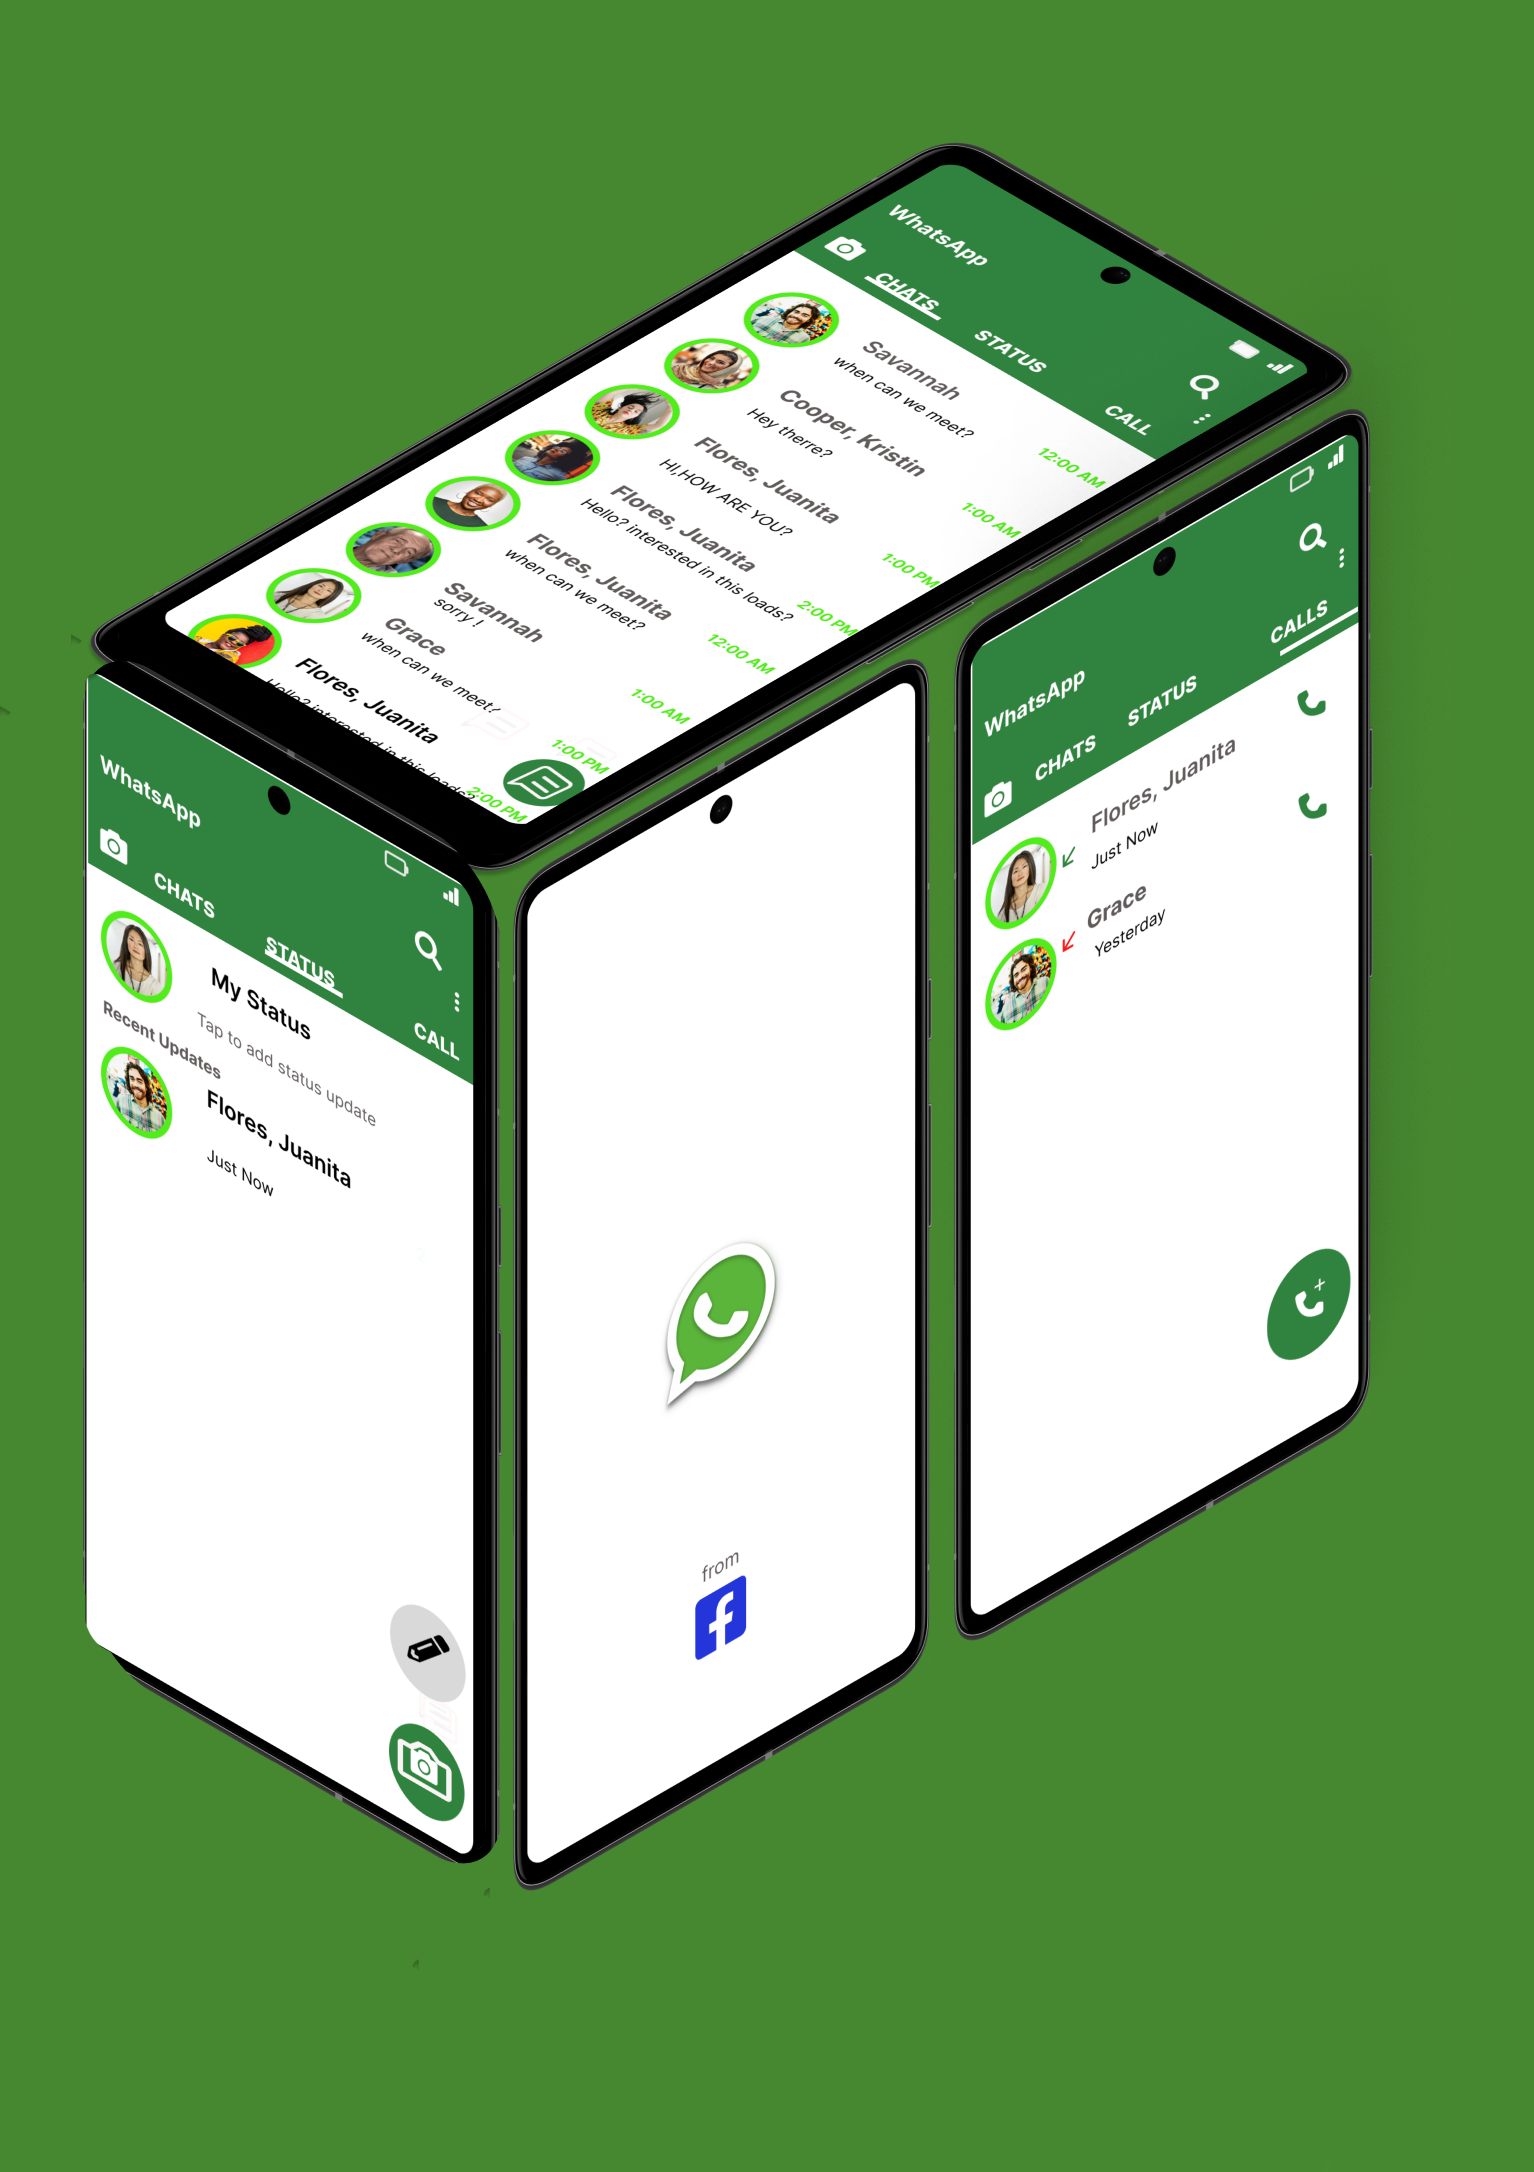 WhatsApp
CHATS
STATUS
CALL
Savannah
when can we meet?
12:00 AM
Cooper, Kristin
Hey therre?
1:00 AM
Flores, Juanita
HI,HOW ARE YOU?
1:00 PM
Flores, Juanita
Hello? interested in this loads?
2:00 PM
Flores, Juanita
when can we meet?
12:00 AM
Savannah
sorry !
1:00 AM
Grace
when can we meet?
1:00 PM
Flores, Juanita
Hello? interested in this loads?
2:00 PM
WhatsApp
CHATS
STATUS
CALL
My Status
Tap to add status update
Recent Updates
Flores, Juanita
Just Now
from
WhatsApp
CHATS
STATUS
CALLS
Flores, Juanita
Just Now
Grace
Yesterday